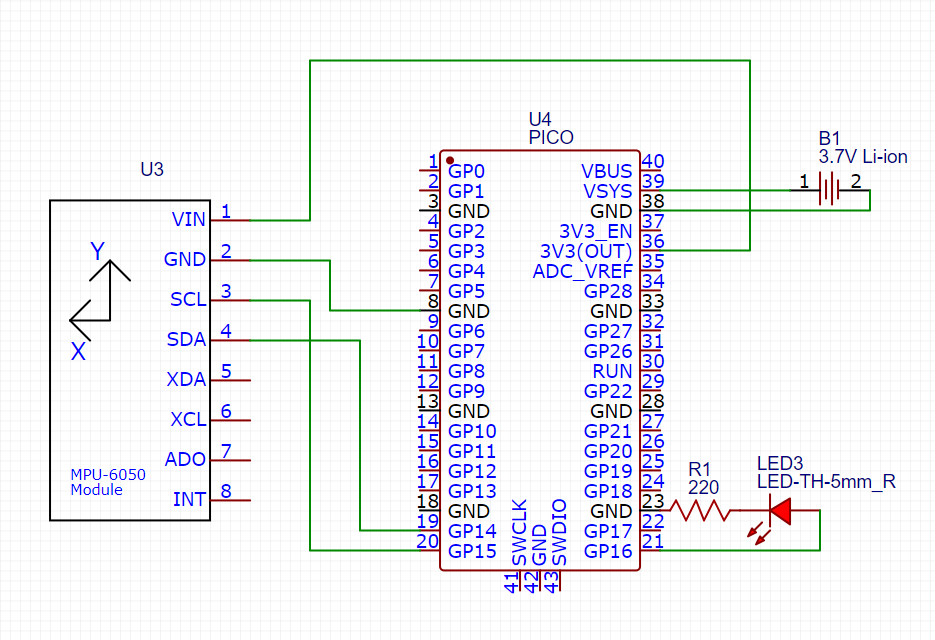 U3
VIN 1
GND 2
SCL 3
SDA 4
XDA 5
XCL 6
ADO 7
INT 8
Y
X
MPU-6050
Module
U4
PICO
1 GP0
2 GP1
3 GND
4 GP2
5 GP3
6 GP4
7 GP5
8 GND
9 GP6
10 GP7
11 GP8
12 GP9
13 GND
14 GP10
15 GP11
16 GP12
17 GP13
18 GND
19 GP14
20 GP15
VBUS 40
VSYS 39
GND 38
3V3_EN 37
3V3(OUT) 36
ADC_VREF 35
GP28 34
GND 33
GP27 32
GP26 31
RUN 30
GP22 29
GND 28
GP21 27
GP20 26
GP19 25
GP18 24
GND 23
GP17 22
GP16 21
SWCLK 41
GND 42
SWDIO 43
B1
3.7V Li-ion
1 2
R1
220
LED3
LED-TH-5mm_R